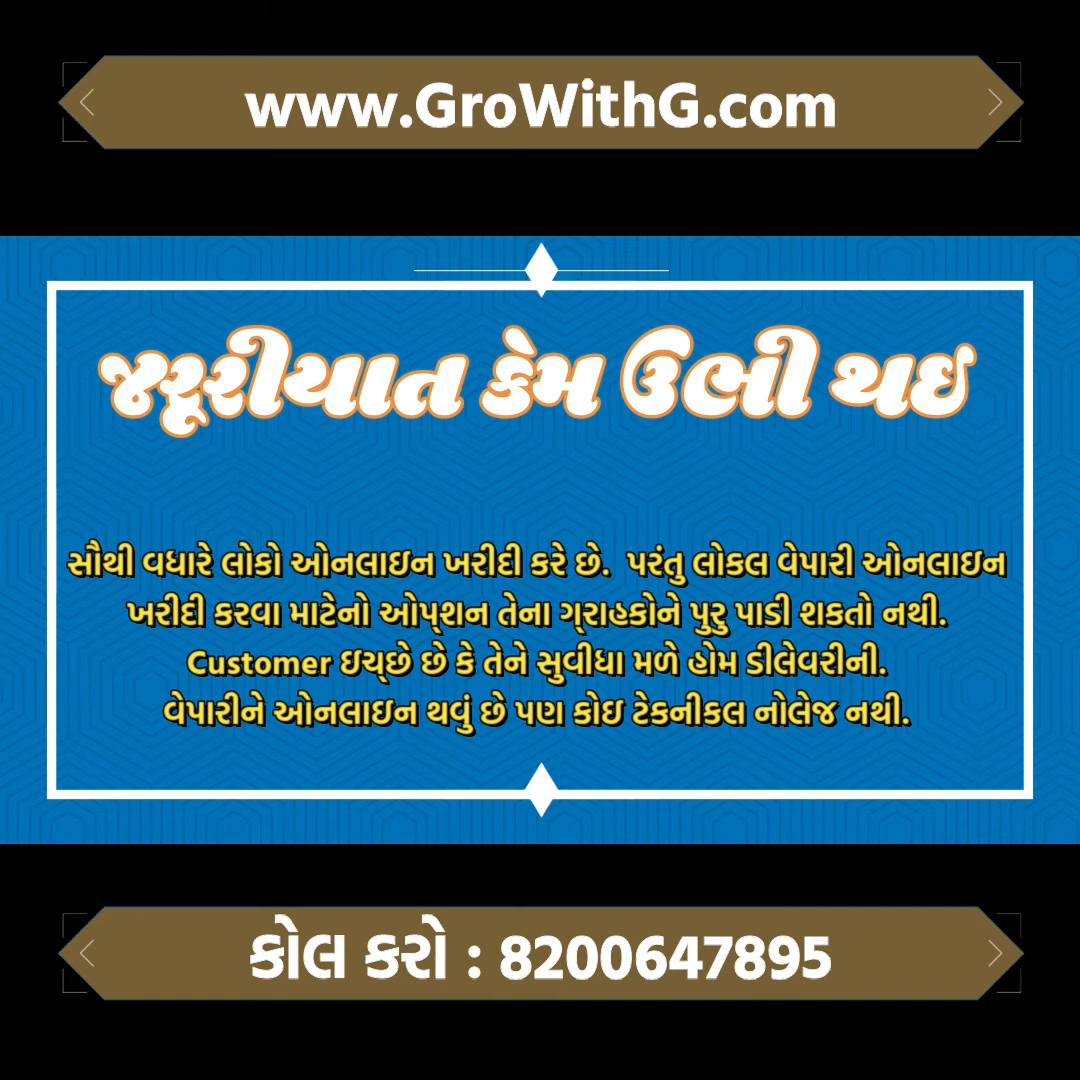 www.GroWithG.com
જરૂરીયાત કેમ ઉભી થઇ
સૌથી વધારે લોકો ઓનલાઇન ખરીદી કરે છે. પરંતુ લોકલ વેપારી ઓનલાઇન
ખરીદી કરવા માટેનો ઓપ્શન તેના ગ્રાહકોને પુરુ પાડી શકતો નથી.
Customer ઇચ્છે છે કે તેને સુવીધા મળે હોમ ડીલેવરીની.
વેપારીને ઓનલાઇન થવું છે પણ કોઇ ટેકનીકલ નોલેજ નથી.
કોલ કરો : 8200647895